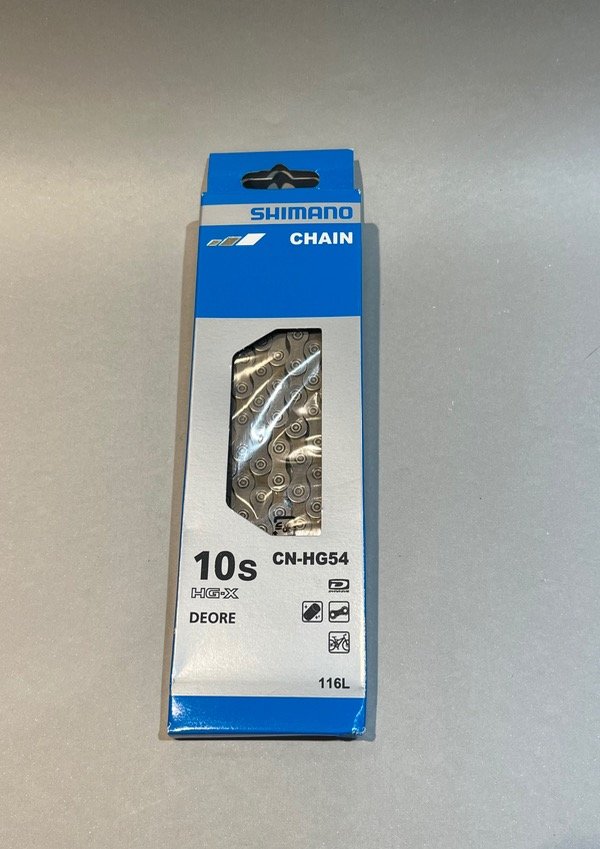 SHIMANO
CHAIN
10s
CN-HG54
HG-X
DEORE
116L